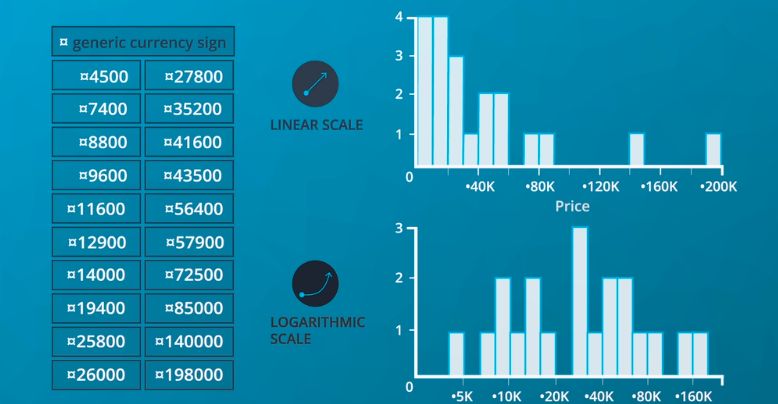 ¤ generic currency sign
¤4500 ¤27800
¤7400 ¤35200
¤8800 ¤41600
¤9600 ¤43500
¤11600 ¤56400
¤12900 ¤57900
¤14000 ¤72500
¤19400 ¤85000
¤25800 ¤140000
¤26000 ¤198000
LINEAR SCALE
LOGARITHMIC
SCALE
4
3
2
1
0
•40K •80K •120K •160K •200K
Price
3
2
1
0
•5K •10K •20K •40K •80K •160K